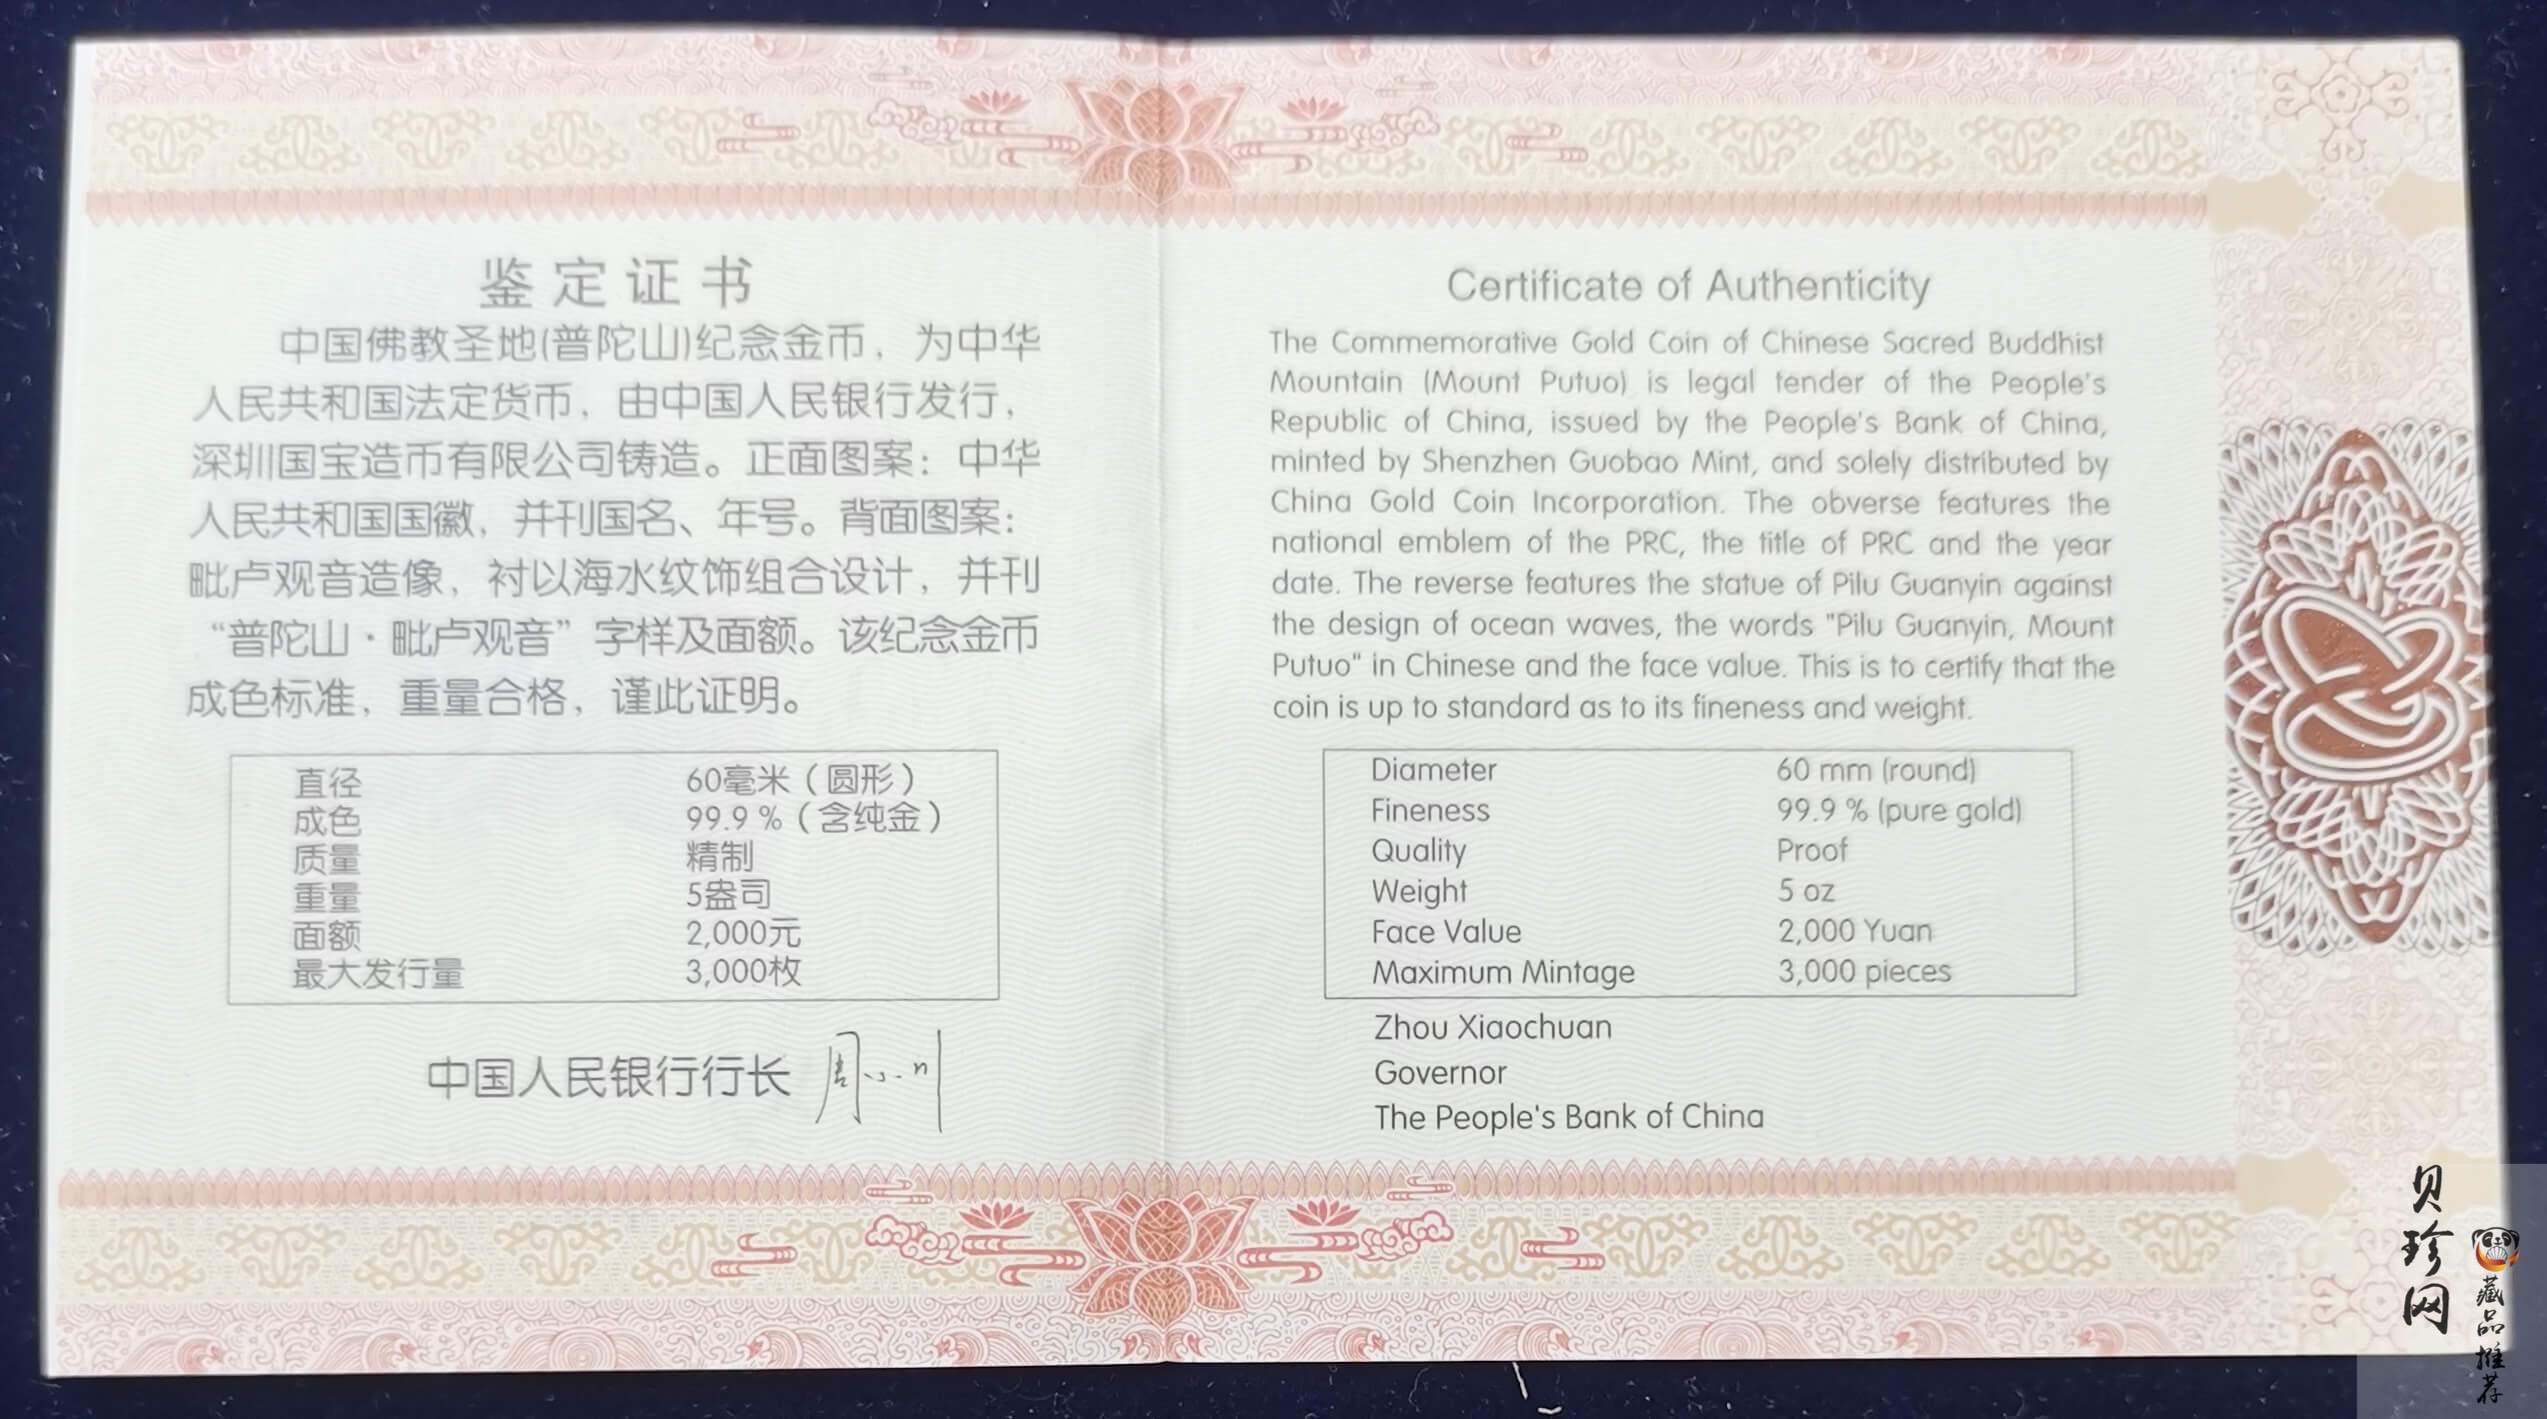 鉴定证书
中国佛教圣地(普陀山)纪念金币，为中华
人民共和国法定货币，由中国人民银行发行，
深圳国宝造币有限公司铸造。正面图案：中华
人民共和国国徽，并刊国名、年号。背面图案：
毗卢观音造像，衬以海水纹饰组合设计，并刊
“普陀山·毗卢观音”字样及面额。该纪念金币
成色标准，重量合格，谨此证明。
直径 60毫米（圆形）
成色 99.9 %（含纯金）
质量 精制
重量 5盎司
面额 2,000元
最大发行量 3,000枚
中国人民银行行长 周小川
Certificate of Authenticity
The Commemorative Gold Coin of Chinese Sacred Buddhist
Mountain (Mount Putuo) is legal tender of the People's
Republic of China, issued by the People's Bank of China,
minted by Shenzhen Guobao Mint, and solely distributed by
China Gold Coin Incorporation. The obverse features the
national emblem of the PRC, the title of PRC and the year
date. The reverse features the statue of Pilu Guanyin against
the design of ocean waves, the words "Pilu Guanyin, Mount
Putuo" in Chinese and the face value. This is to certify that the
coin is up to standard as to its fineness and weight.
Diameter 60 mm (round)
Fineness 99.9 % (pure gold)
Quality Proof
Weight 5 oz
Face Value 2,000 Yuan
Maximum Mintage 3,000 pieces
Zhou Xiaochuan
Governor
The People's Bank of China
贝珍网
藏品推荐